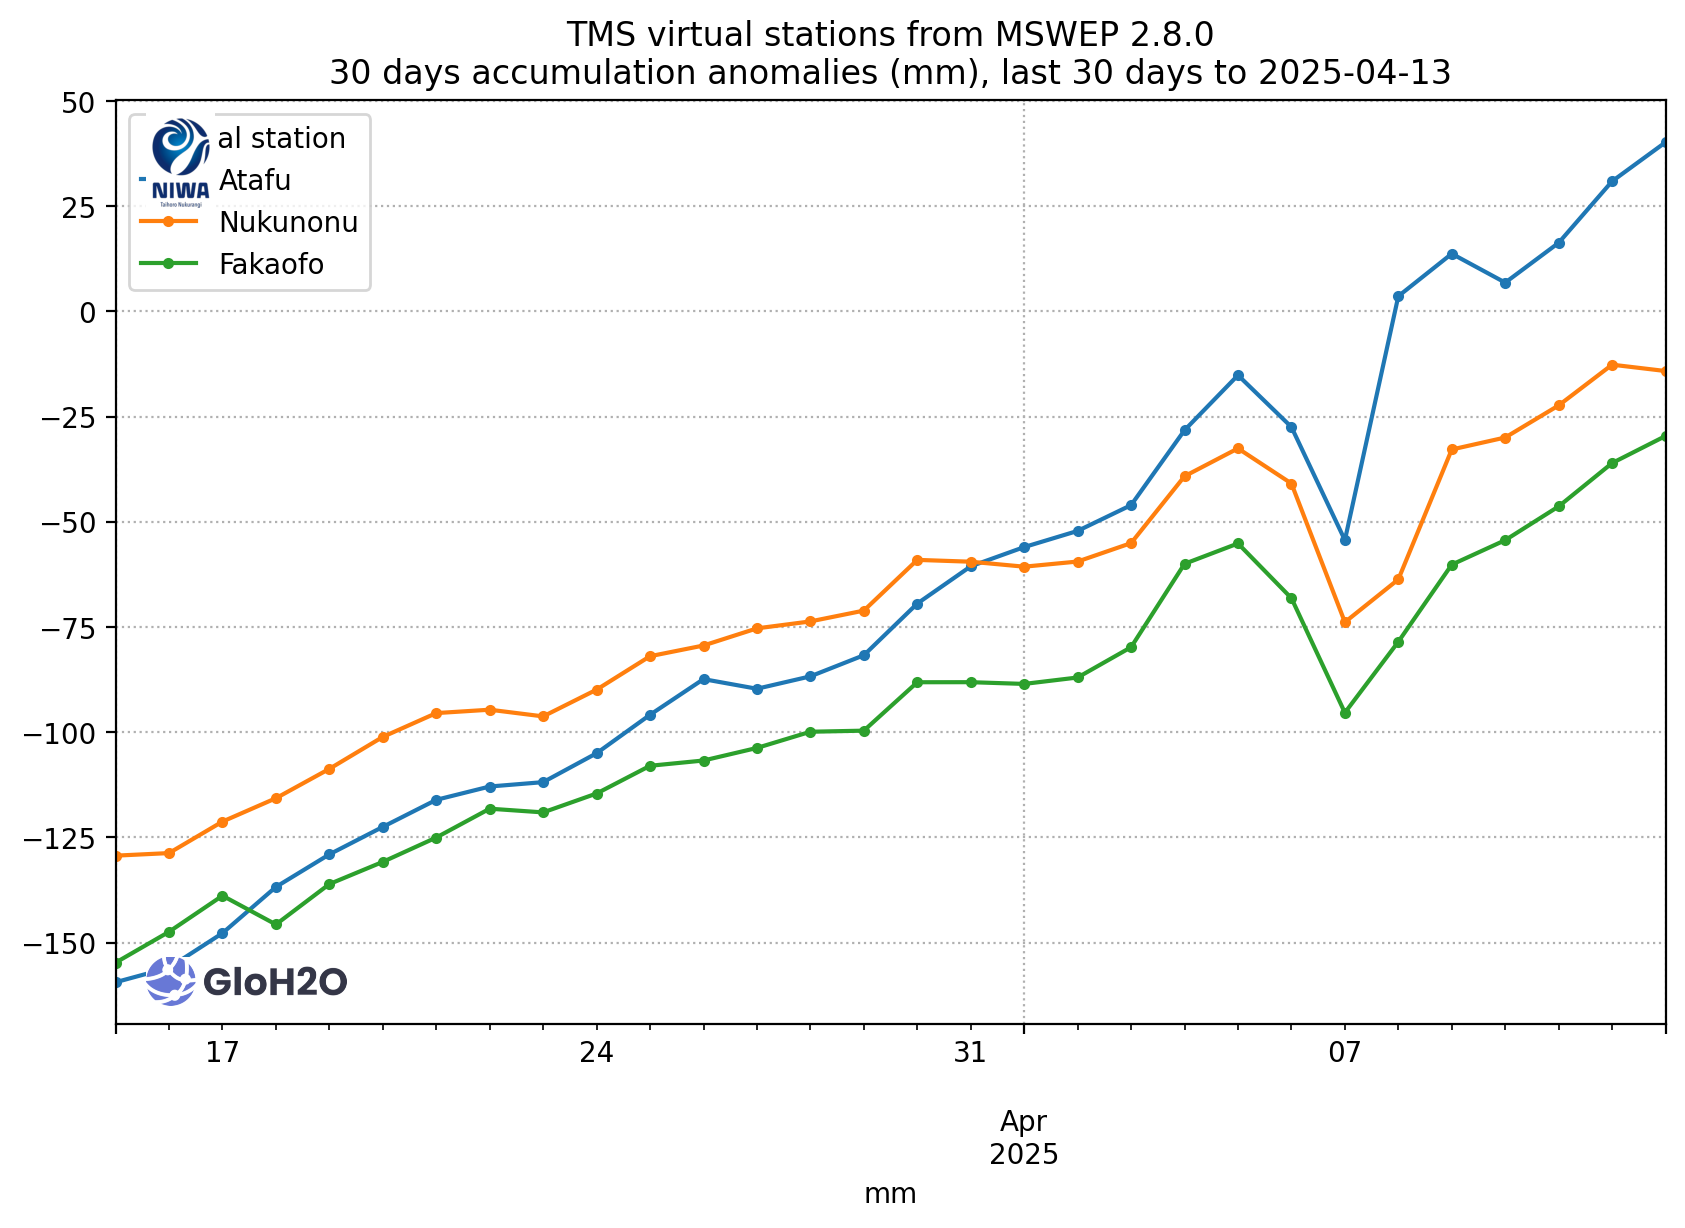 TMS virtual stations from MSWEP 2.8.0
30 days accumulation anomalies (mm), last 30 days to 2025-04-13
50
25
0
−25
−50
−75
−100
−125
−150
al station
Atafu
Nukunonu
Fakaofo
NIWA
Taihoro Nukurangi
GloH2O
17
24
31
07
Apr
2025
mm